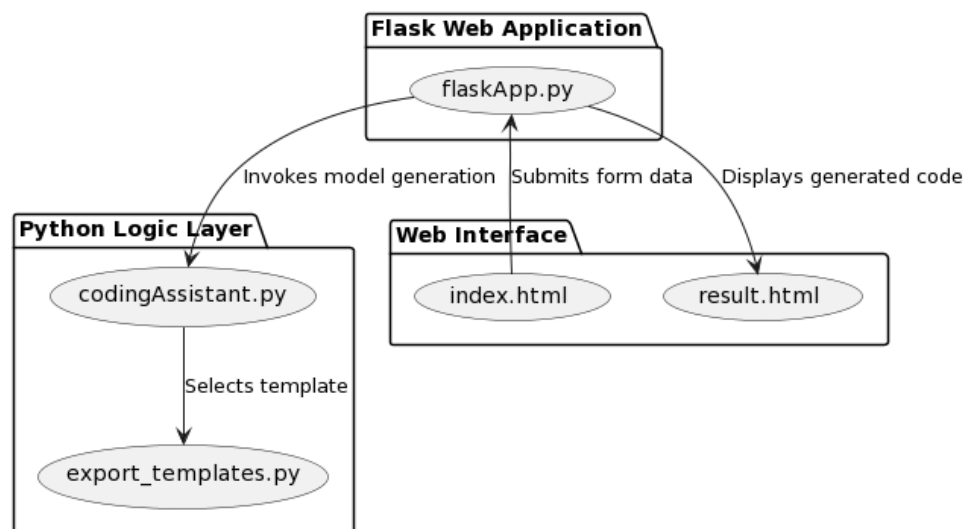 Flask Web Application
flaskApp.py
Invokes model generation
Submits form data
Displays generated code
Python Logic Layer
Web Interface
codingAssistant.py
index.html
result.html
Selects template
export_templates.py